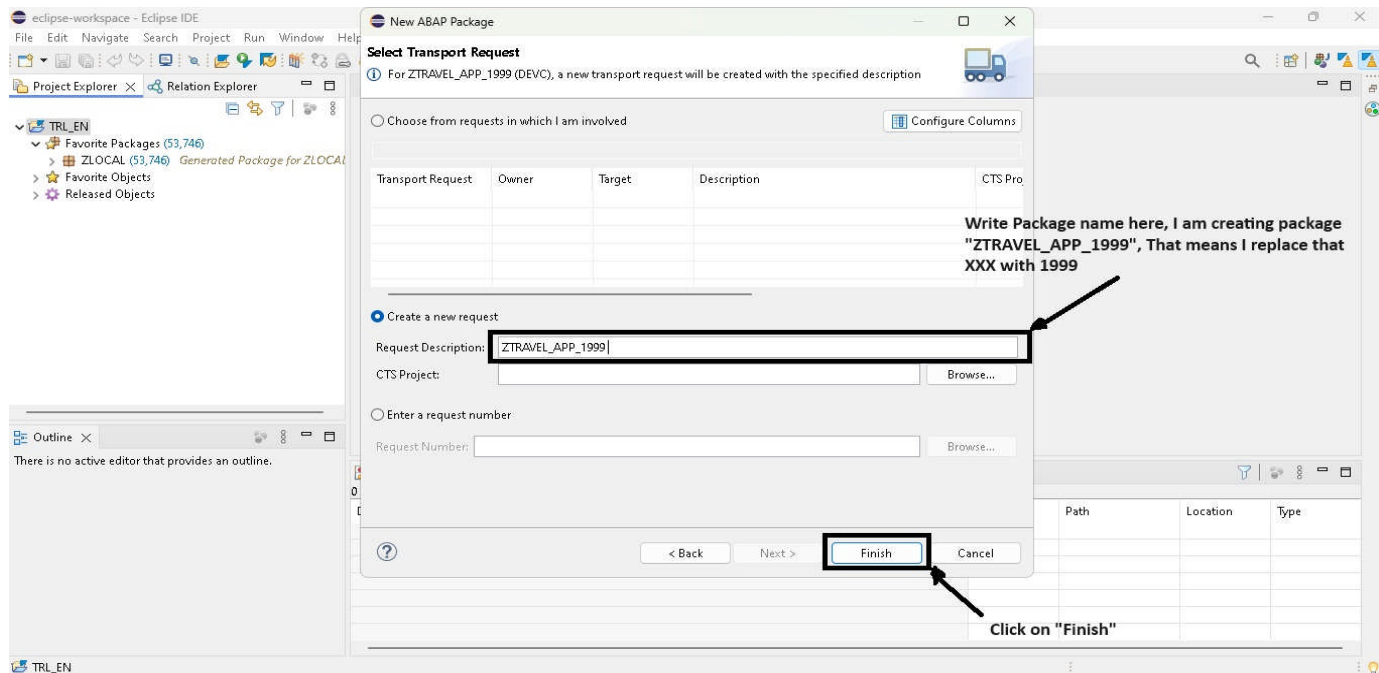 eclipse-workspace - Eclipse IDE
File Edit Navigate Search Project Run Window Help
Project Explorer
Relation Explorer
TRL_EN
Favorite Packages (53,746)
ZLOCAL (53,746) Generated Package for ZLOCAL
Favorite Objects
Released Objects
Outline
There is no active editor that provides an outline.
New ABAP Package
Select Transport Request
For ZTRAVEL_APP_1999 (DEVC), a new transport request will be created with the specified description
Choose from requests in which I am involved
Configure Columns
Transport Request Owner Target Description CTS Proj
Create a new request
Request Description: ZTRAVEL_APP_1999
CTS Project: Browse...
Enter a request number
Request Number: Browse...
< Back Next > Finish Cancel
Write Package name here, I am creating package
"ZTRAVEL_APP_1999", That means I replace that
XXX with 1999
Click on "Finish"
0
Path Location Type
TRL_EN